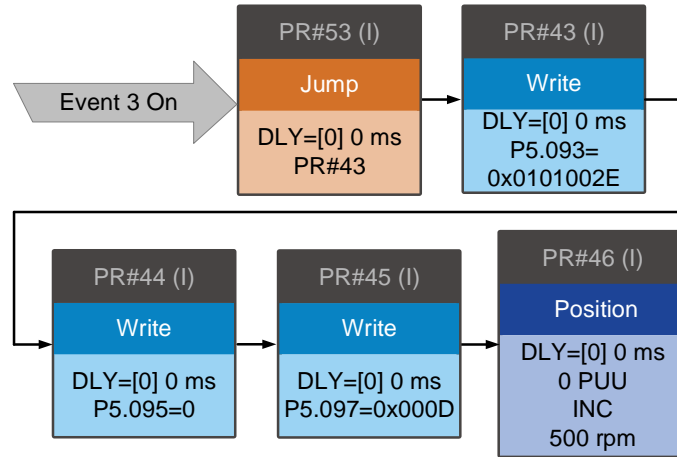 Event 3 On
PR#53 (I)
Jump
DLY=[0] 0 ms
PR#43
PR#43 (I)
Write
DLY=[0] 0 ms
P5.093=
0x0101002E
PR#44 (I)
Write
DLY=[0] 0 ms
P5.095=0
PR#45 (I)
Write
DLY=[0] 0 ms
P5.097=0x000D
PR#46 (I)
Position
DLY=[0] 0 ms
0 PUU
INC
500 rpm